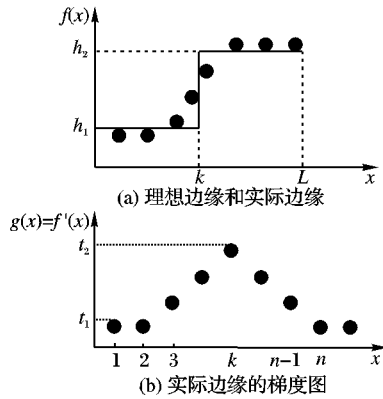 f(x)
h₂
h₁
k L x
(a) 理想边缘和实际边缘
g(x)=f'(x)
t₂
t₁
1 2 3 k n-1 n x
(b) 实际边缘的梯度图